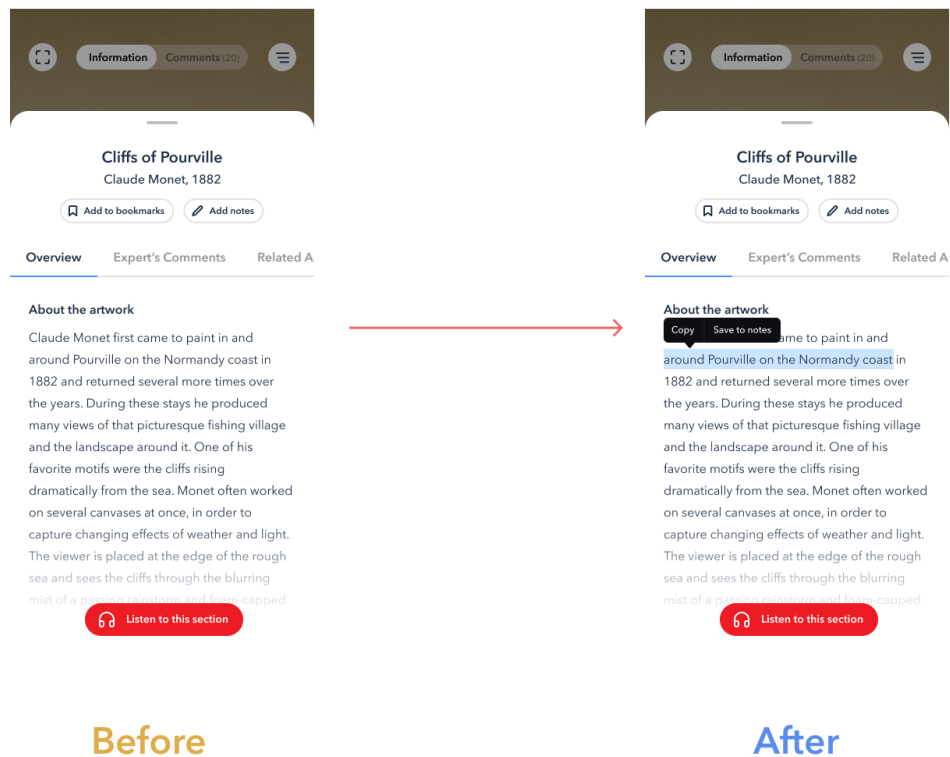 Information
Comments (20)
Cliffs of Pourville
Claude Monet, 1882
Add to bookmarks
Add notes
Overview
Expert's Comments
Related A
About the artwork
Claude Monet first came to paint in and
around Pourville on the Normandy coast in
1882 and returned several more times over
the years. During these stays he produced
many views of that picturesque fishing village
and the landscape around it. One of his
favorite motifs were the cliffs rising
dramatically from the sea. Monet often worked
on several canvases at once, in order to
capture changing effects of weather and light.
The viewer is placed at the edge of the rough
sea and sees the cliffs through the blurring
mist of a passing rainstorm and foam-capped
Listen to this section
Before
Information
Comments (20)
Cliffs of Pourville
Claude Monet, 1882
Add to bookmarks
Add notes
Overview
Expert's Comments
Related A
About the artwork
Copy
Save to notes
ame to paint in and
around Pourville on the Normandy coast in
1882 and returned several more times over
the years. During these stays he produced
many views of that picturesque fishing village
and the landscape around it. One of his
favorite motifs were the cliffs rising
dramatically from the sea. Monet often worked
on several canvases at once, in order to
capture changing effects of weather and light.
The viewer is placed at the edge of the rough
sea and sees the cliffs through the blurring
mist of a passing rainstorm and foam-capped
Listen to this section
After